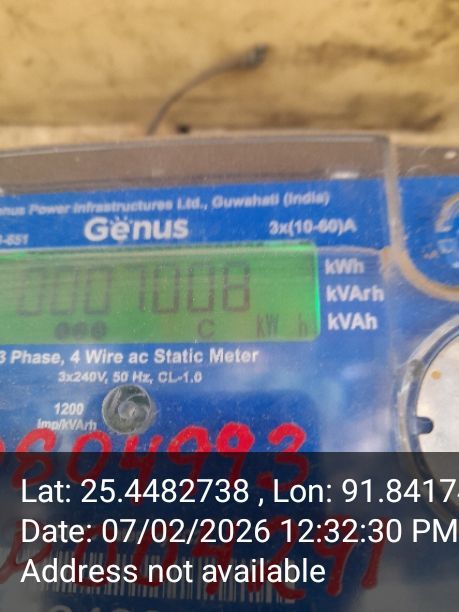 Power Infrastructures Ltd., Guwahati (India)
Genus 3x(10-60)A
kWh
0007008 kVArh
C kW h kVAh
3 Phase, 4 Wire ac Static Meter
3x240V, 50 Hz, CL-1.0
1200
Imp/kVArh
804993
Lat: 25.4482738 , Lon: 91.8417
Date: 07/02/2026 12:32:30 PM
Address not available